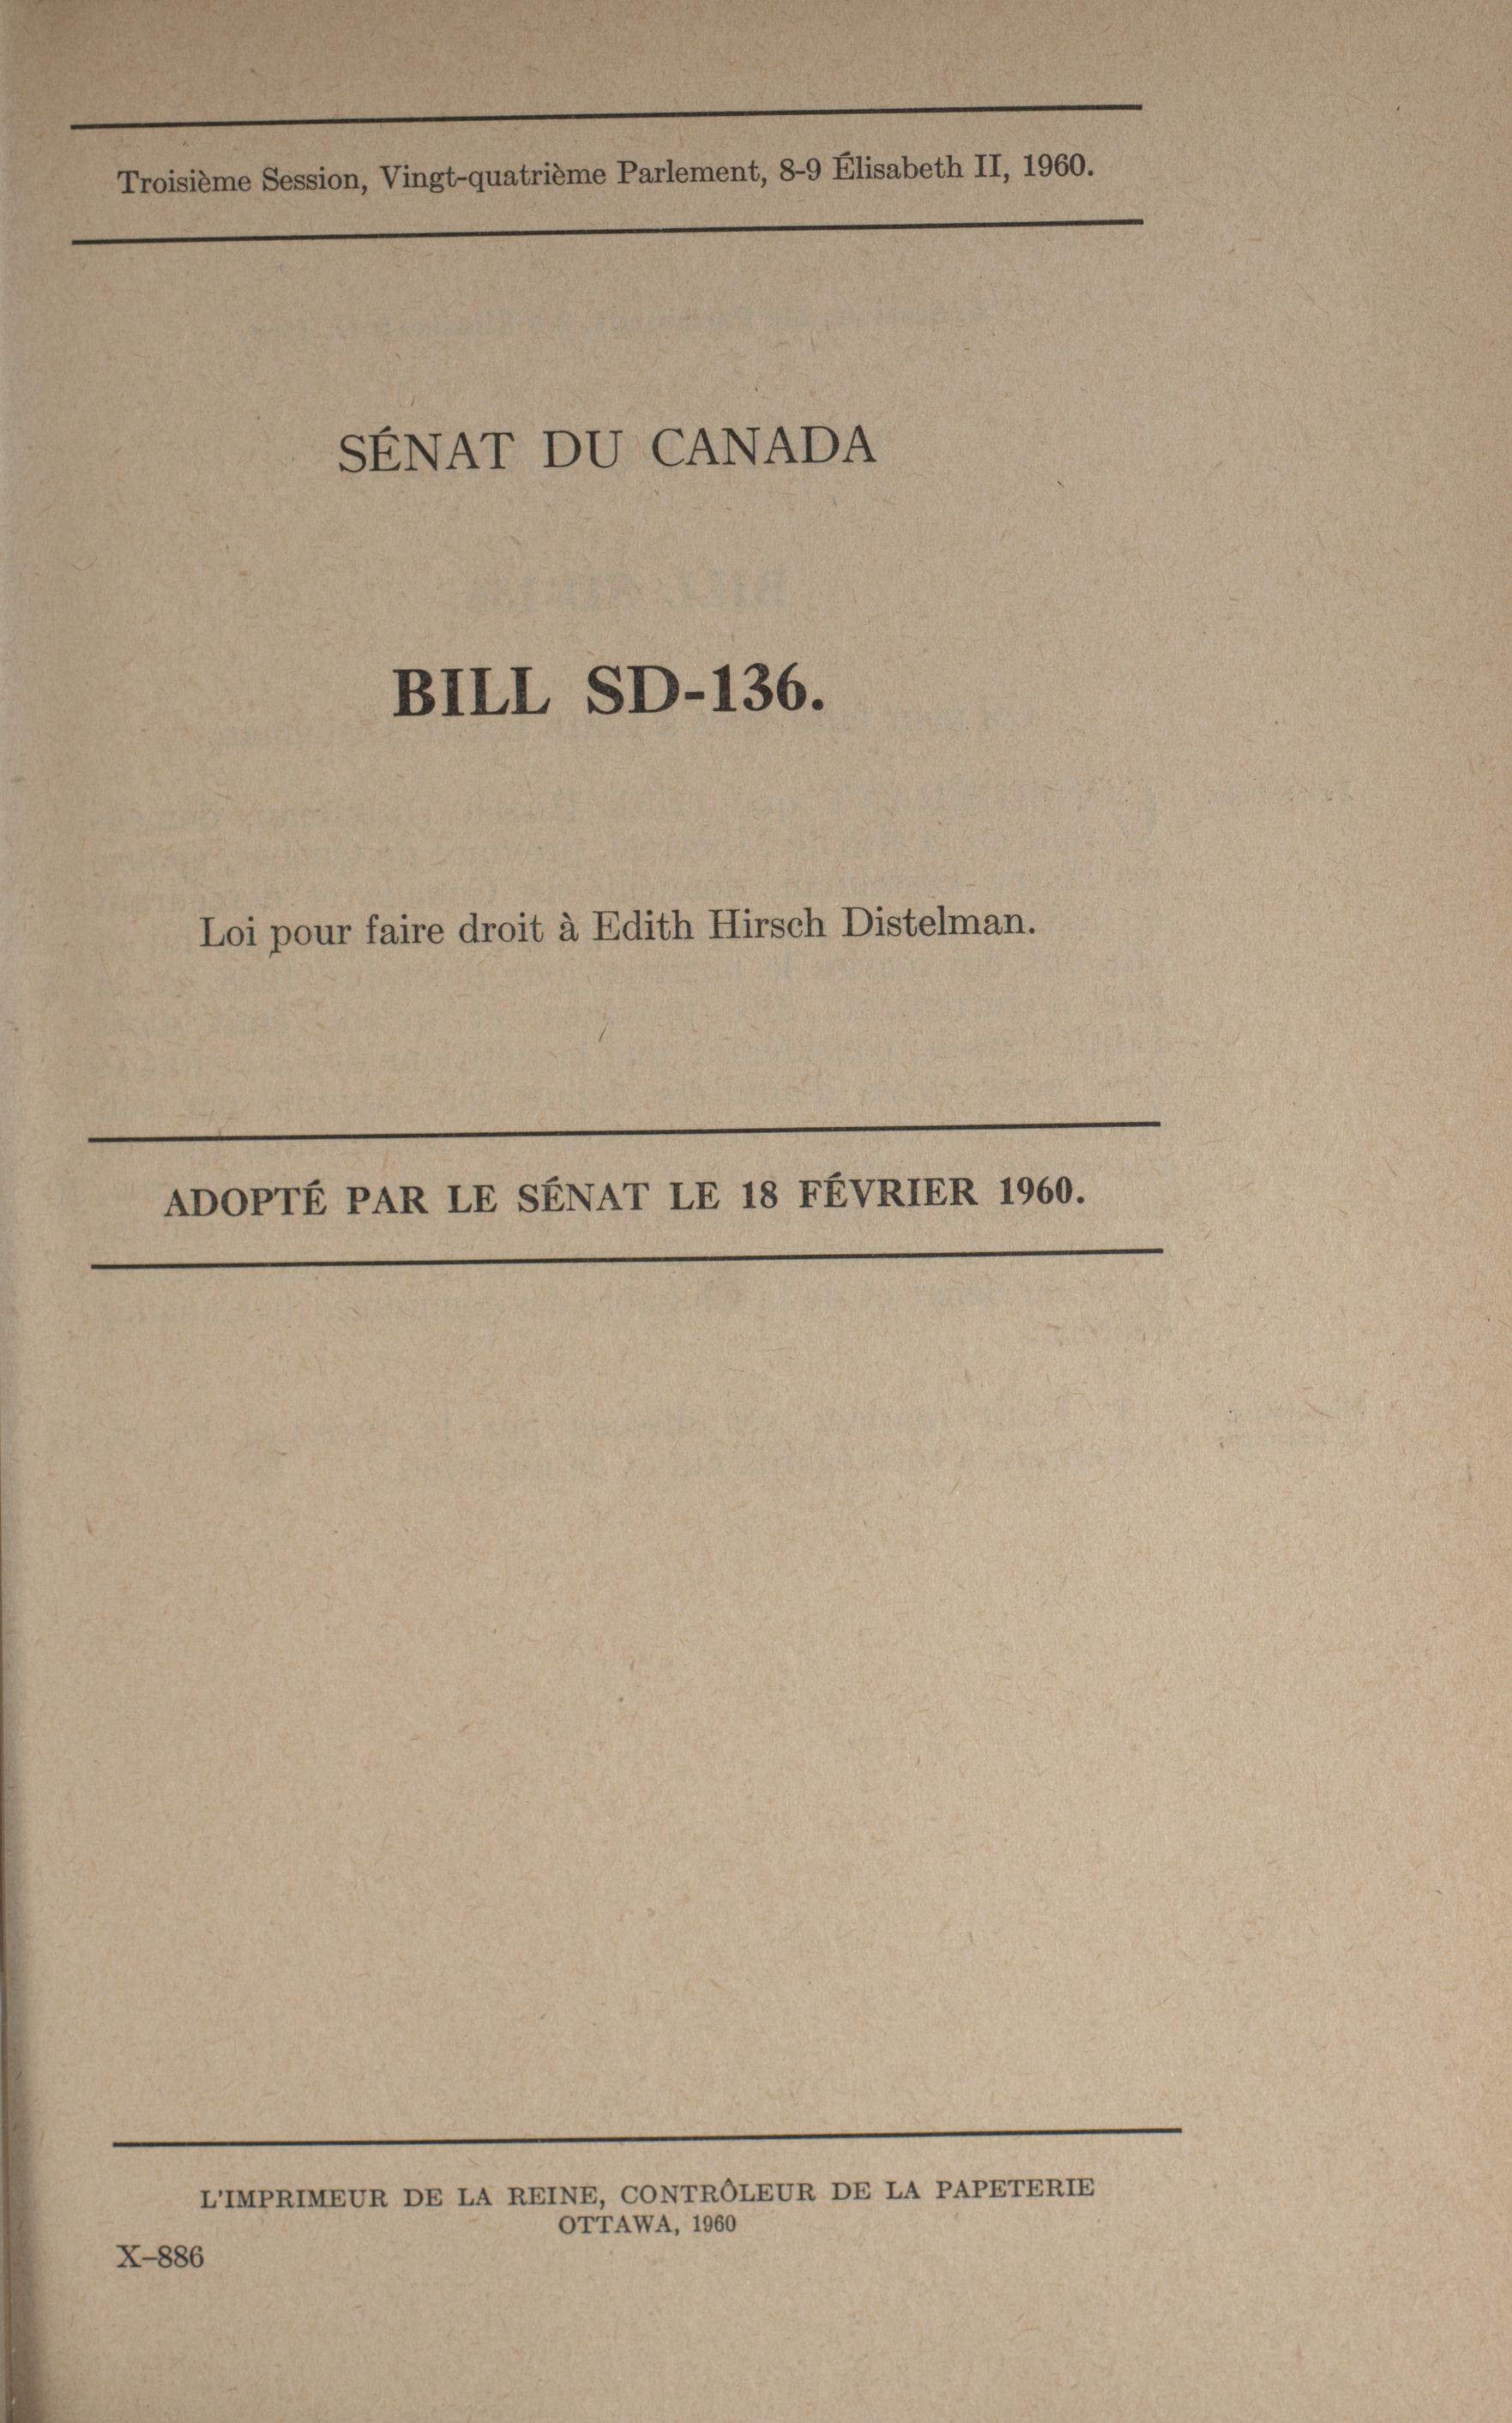 Troisième Session, Vingt-quatrième Parlement, 8-9 Élisabeth II, 1960.
SÉNAT DU CANADA
BILL SD-136.
Loi pour faire droit à Edith Hirsch Distelman.
ADOPTÉ PAR LE SÉNAT LE 18 FÉVRIER 1960.
L'IMPRIMEUR DE LA REINE, CONTRÔLEUR DE LA PAPETERIE
OTTAWA, 1960
X-886